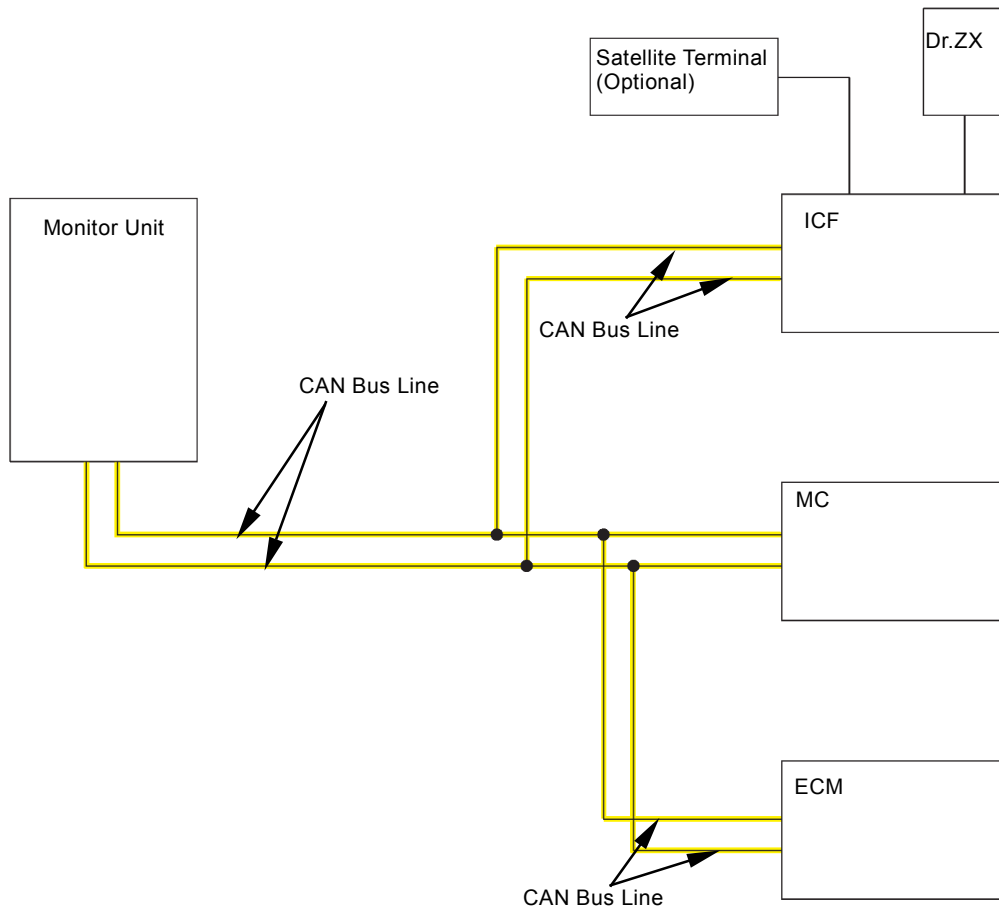 Dr.ZX
Satellite Terminal
(Optional)
Monitor Unit
ICF
CAN Bus Line
CAN Bus Line
MC
ECM
CAN Bus Line